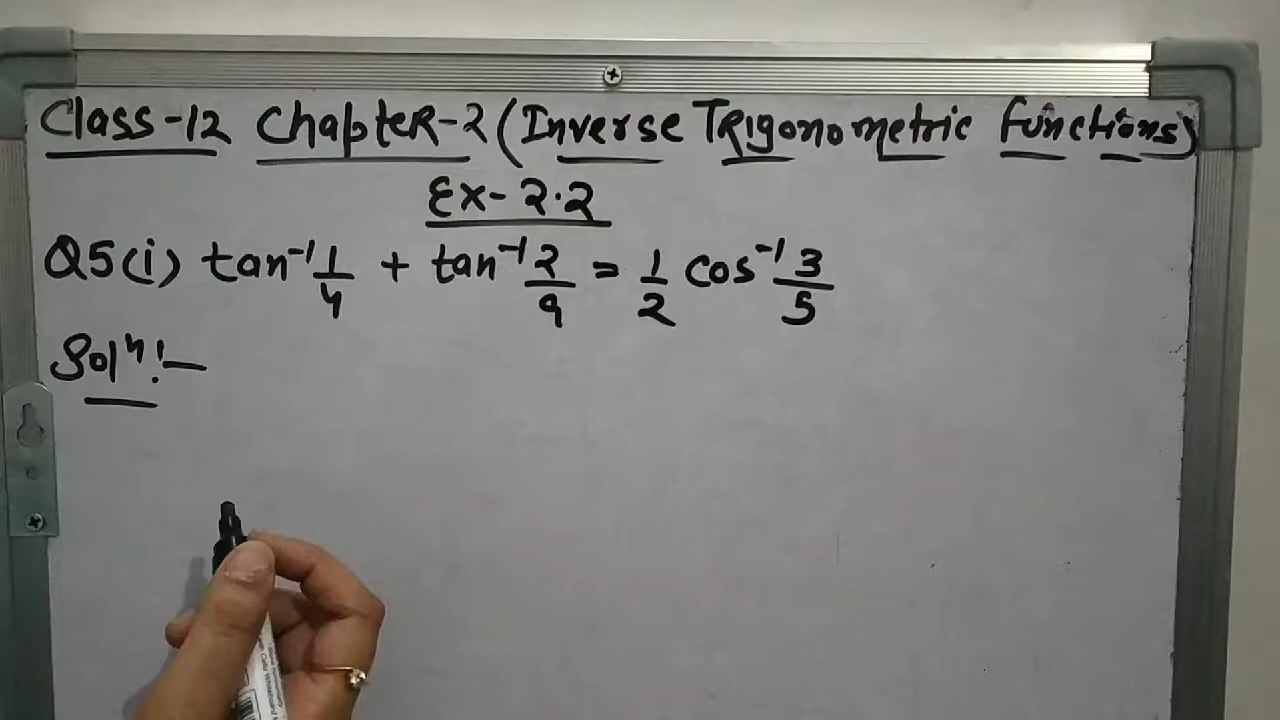 Class-12 Chapter-2 (Inverse Trigonometric functions)
Ex-2.2
Q5(i) tan⁻¹ 1/4 + tan⁻¹ 2/9 = 1/2 cos⁻¹ 3/5
Solⁿ:-